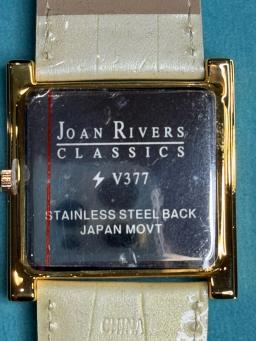 JOAN RIVERS
CLASSICS
⚡ V377
STAINLESS STEEL BACK
JAPAN MOVT
CHINA